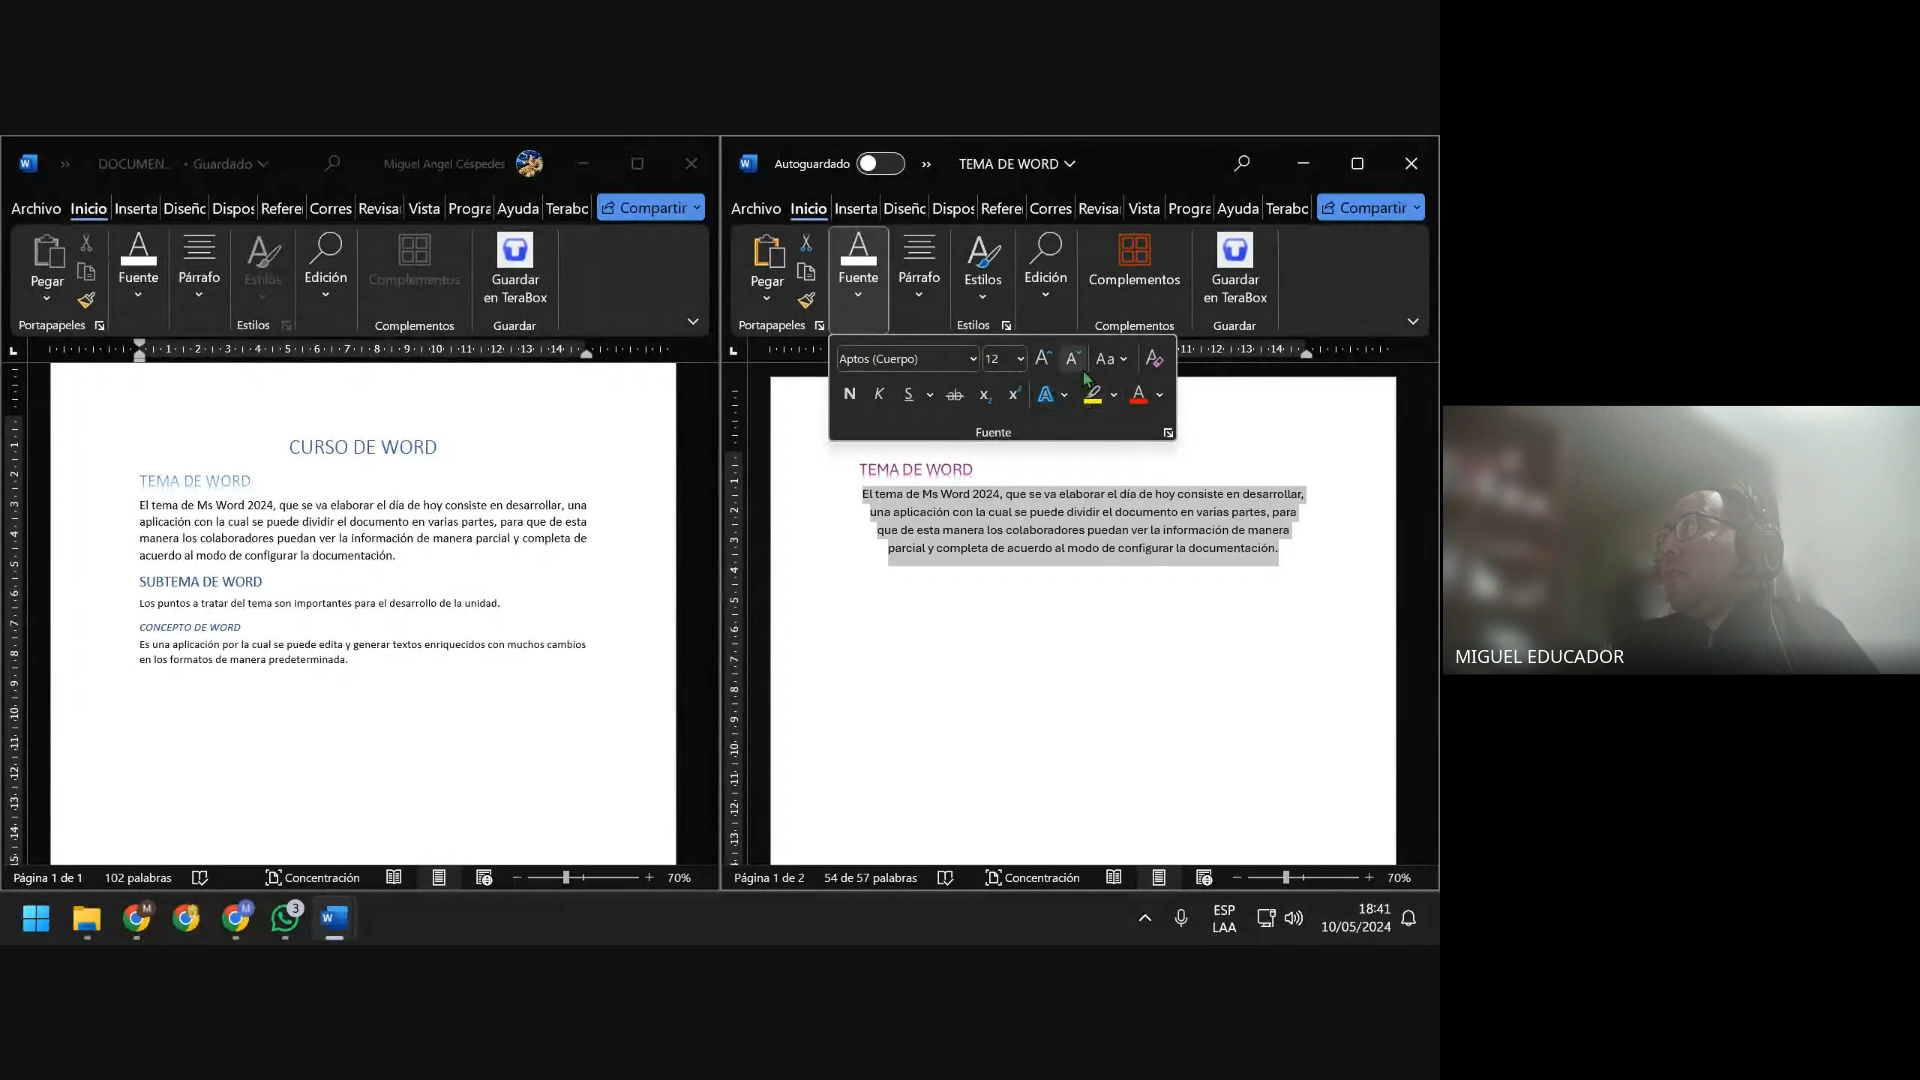 DOCUMEN... • Guardado
Miguel Angel Céspedes
Archivo Inicio Inserta Diseñc Dispos Referei Corres Revisa Vista Progra Ayuda Terabc Compartir
Pegar
Fuente
Párrafo
Estilos
Edición
Complementos
Guardar
en TeraBox
Portapapeles
Estilos
Complementos
Guardar
CURSO DE WORD
TEMA DE WORD
El tema de Ms Word 2024, que se va elaborar el día de hoy consiste en desarrollar, una
aplicación con la cual se puede dividir el documento en varias partes, para que de esta
manera los colaboradores puedan ver la información de manera parcial y completa de
acuerdo al modo de configurar la documentación.
SUBTEMA DE WORD
Los puntos a tratar del tema son importantes para el desarrollo de la unidad.
CONCEPTO DE WORD
Es una aplicación por la cual se puede edita y generar textos enriquecidos con muchos cambios
en los formatos de manera predeterminada.
Página 1 de 1 102 palabras Concentración 70%
Autoguardado
TEMA DE WORD
Archivo Inicio Inserta Diseñc Dispos Referei Corres Revisa Vista Progra Ayuda Terabc Compartir
Pegar
Fuente
Párrafo
Estilos
Edición
Complementos
Guardar
en TeraBox
Portapapeles
Estilos
Complementos
Guardar
Aptos (Cuerpo) 12 A A Aa A
N K S ab x2 x2 A A
Fuente
TEMA DE WORD
El tema de Ms Word 2024, que se va elaborar el día de hoy consiste en desarrollar,
una aplicación con la cual se puede dividir el documento en varias partes, para
que de esta manera los colaboradores puedan ver la información de manera
parcial y completa de acuerdo al modo de configurar la documentación.
Página 1 de 2 54 de 57 palabras Concentración 70%
3
ESP
LAA
18:41
10/05/2024
MIGUEL EDUCADOR